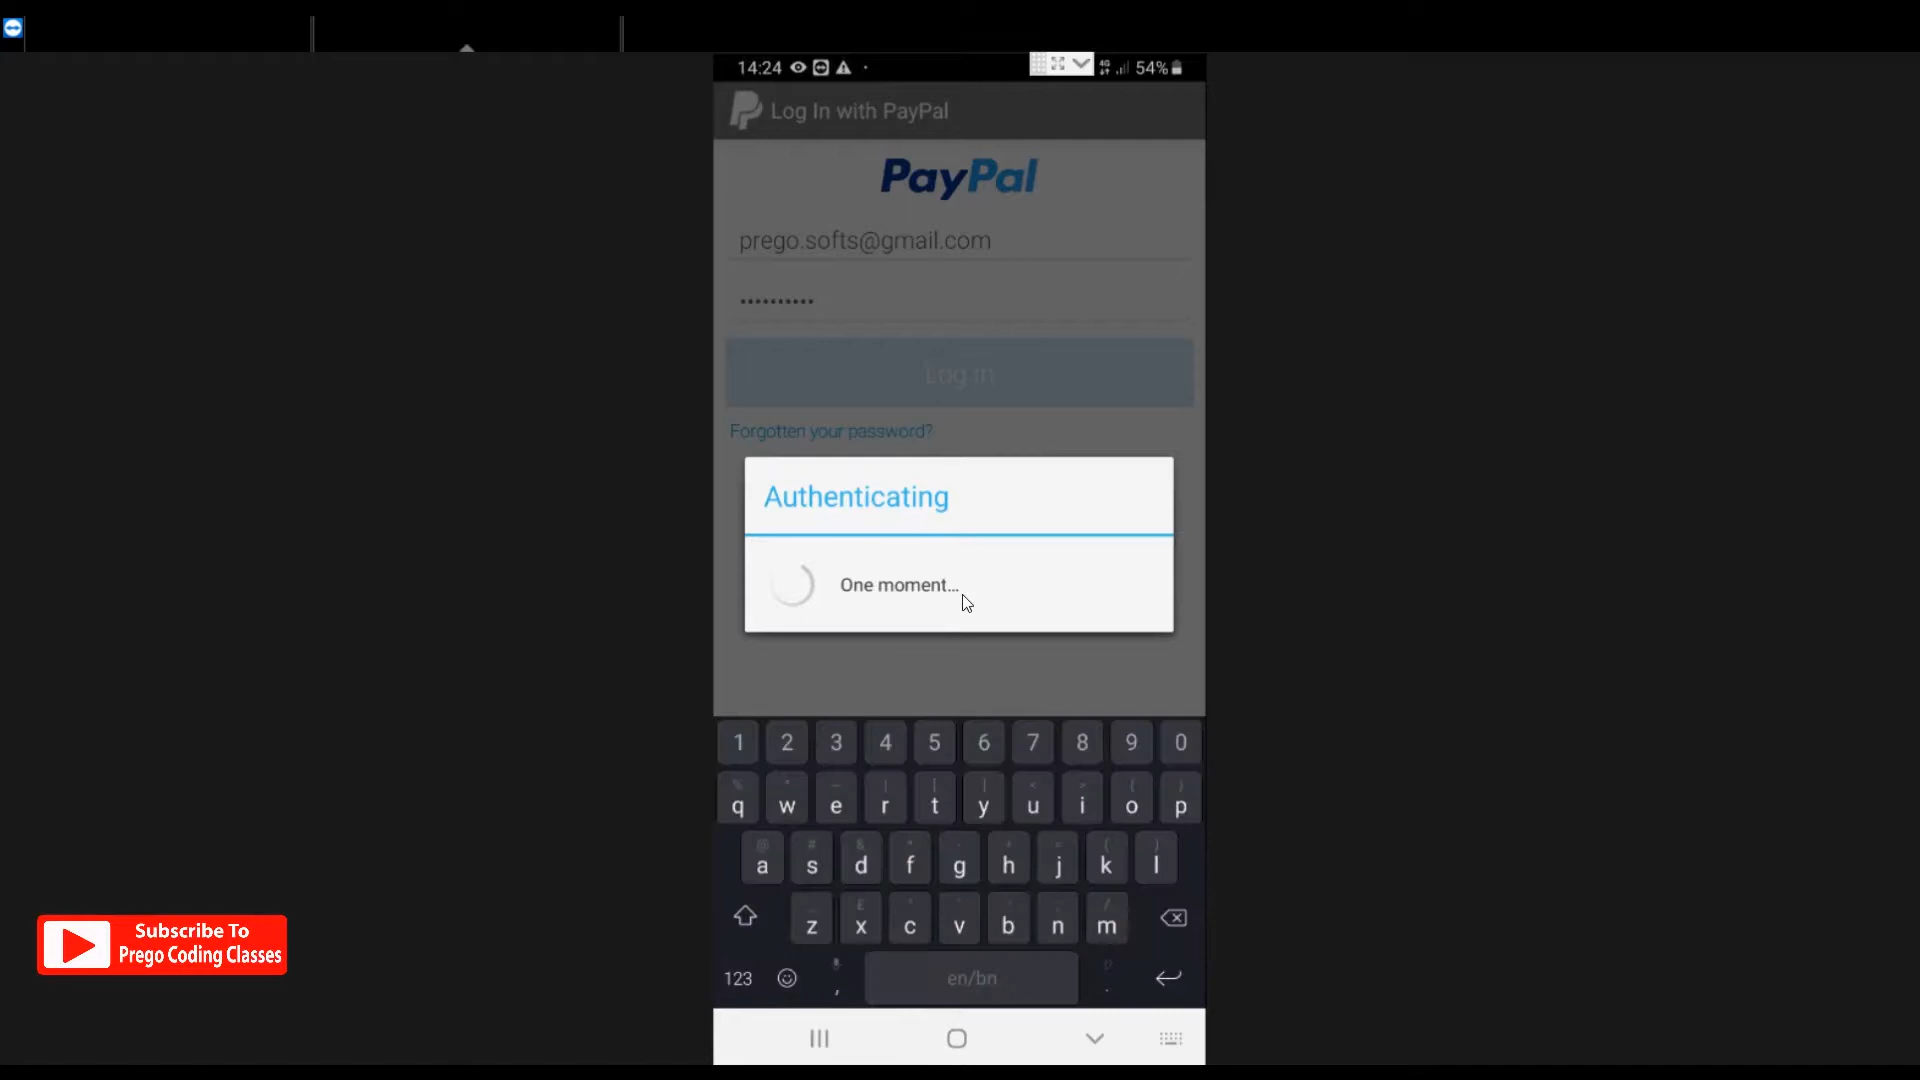 14:24
4G
54%
Log In with PayPal
PayPal
prego.softs@gmail.com
••••••••••
Log In
Forgotten your password?
Authenticating
One moment...
1 2 3 4 5 6 7 8 9 0
q w e r t y u i o p
a s d f g h j k l
z x c v b n m
123 , en/bn .
Subscribe To
Prego Coding Classes